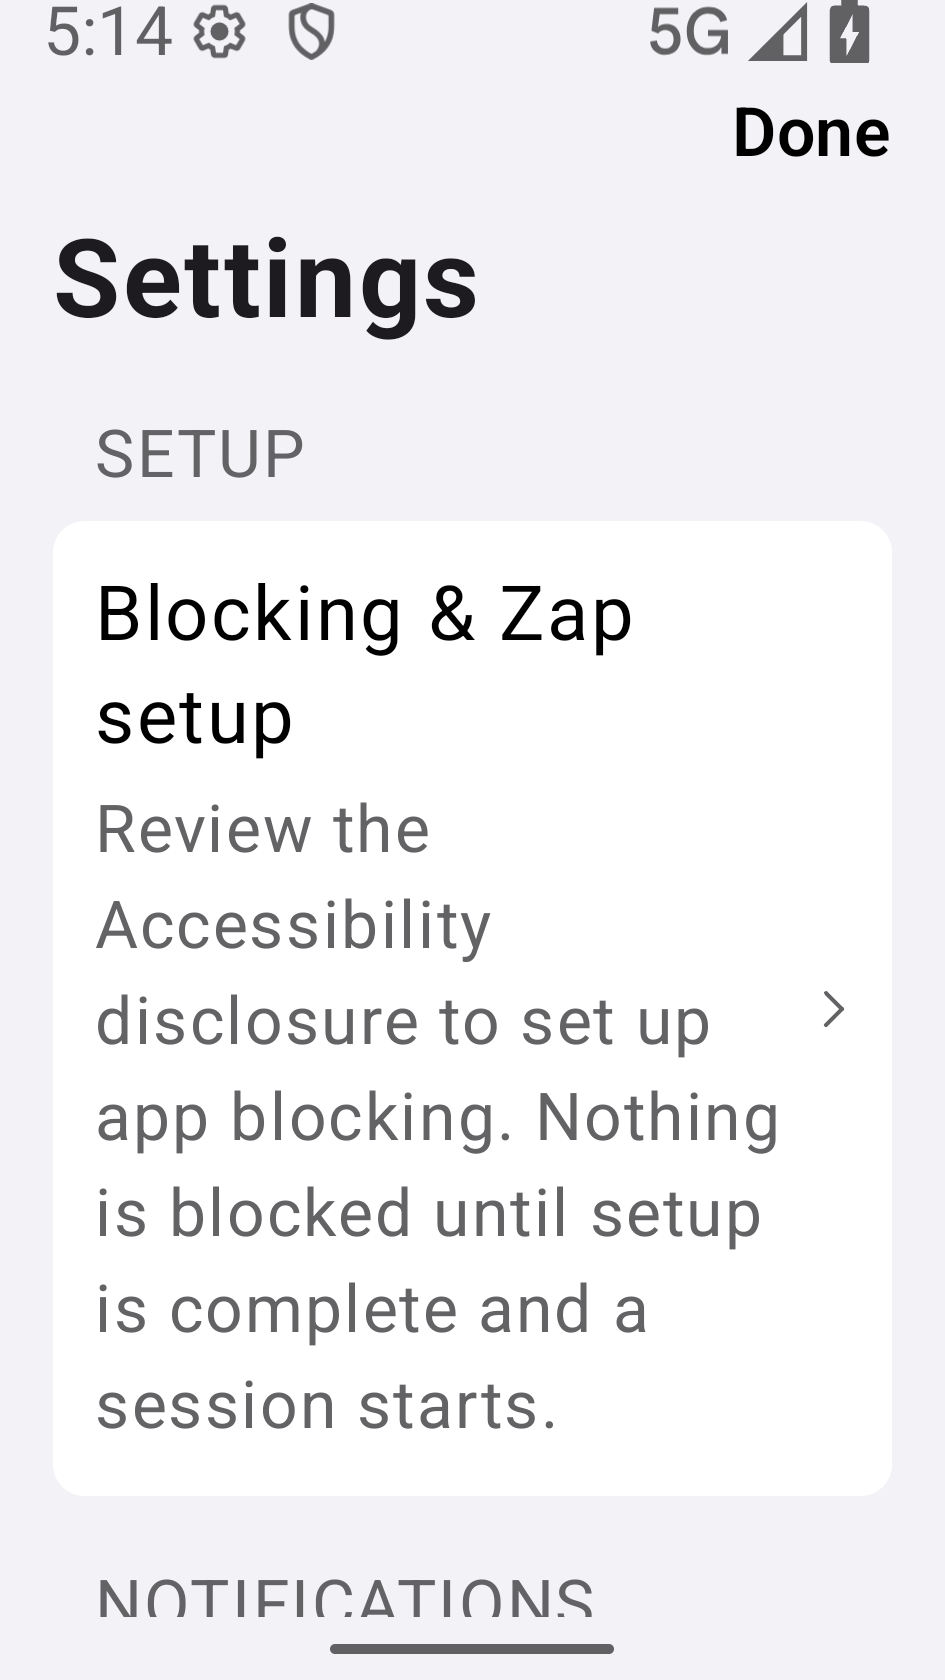 5:14 5G
Done
Settings
SETUP
Blocking & Zap
setup
Review the
Accessibility
disclosure to set up
app blocking. Nothing
is blocked until setup
is complete and a
session starts.
NOTIFICATIONS